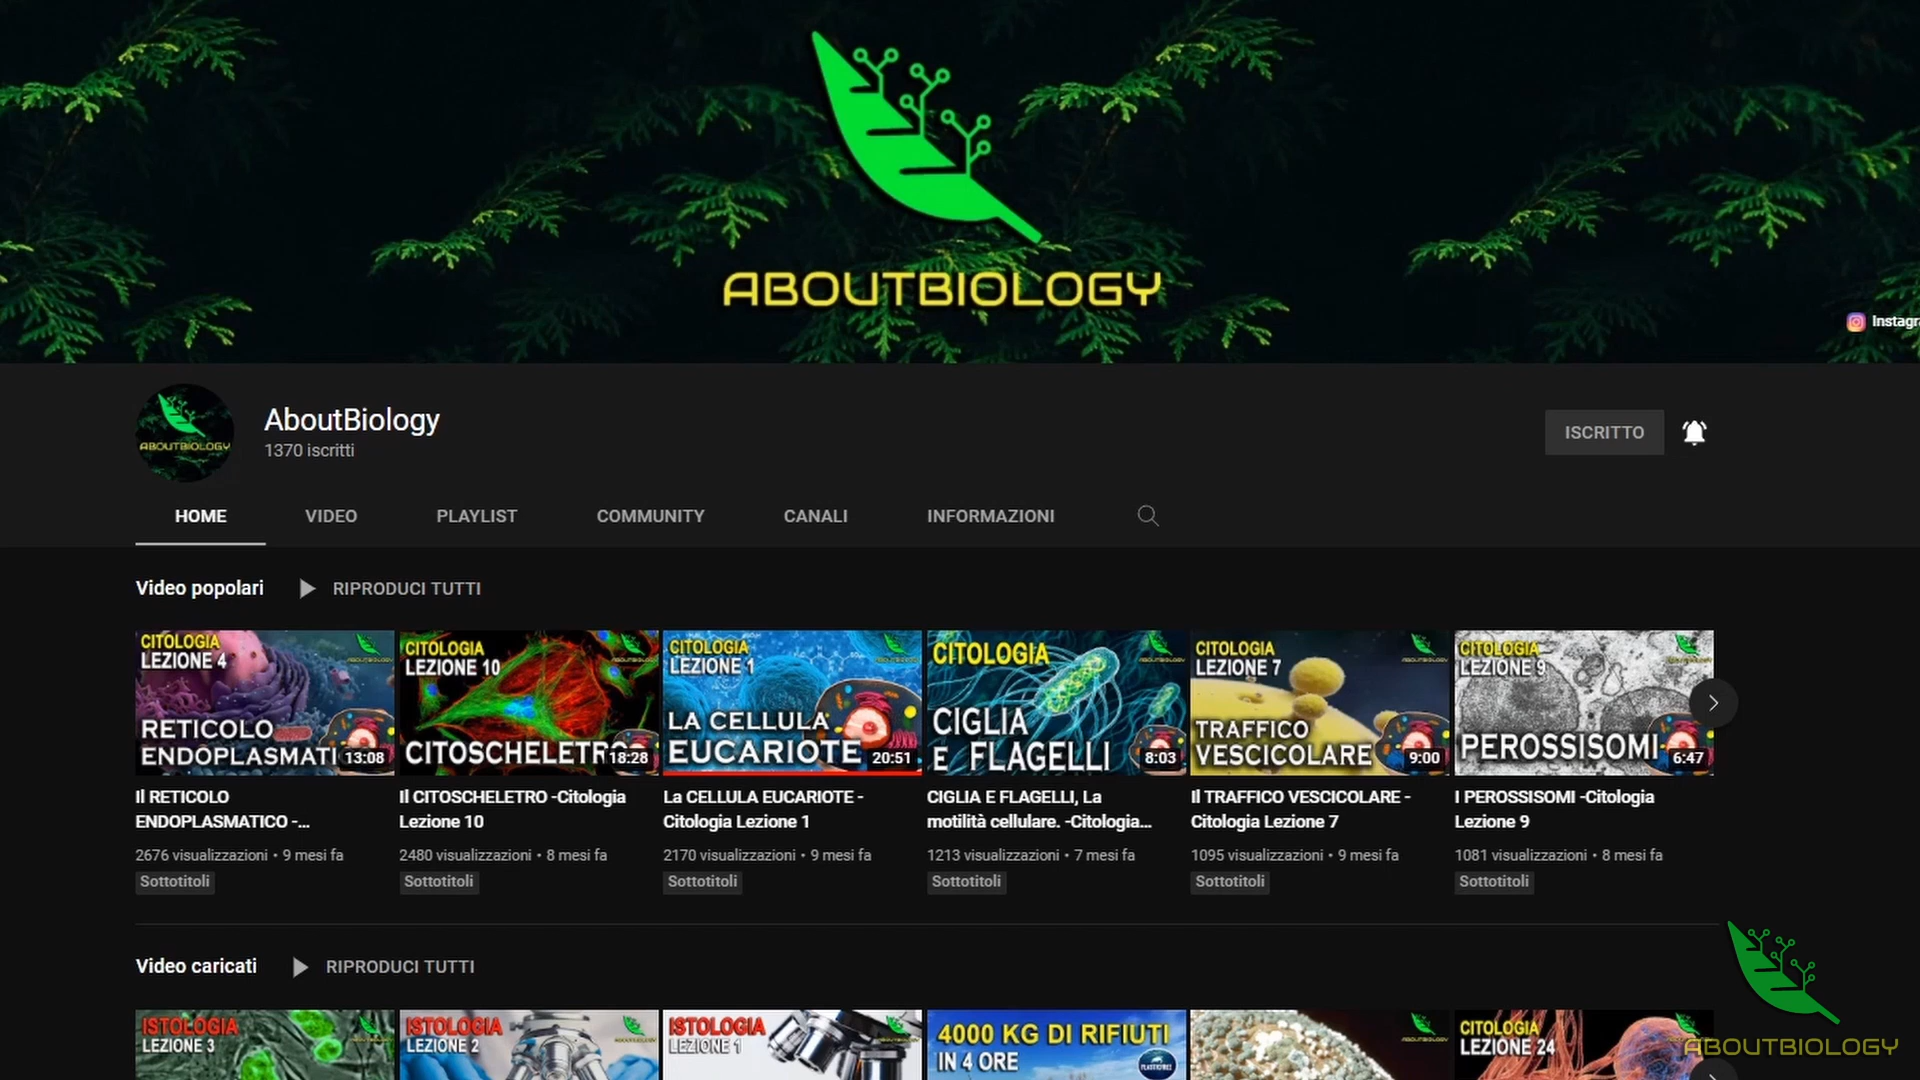 ABOUTBIOLOGY
Instagr
ABOUTBIOLOGY
AboutBiology
1370 iscritti
ISCRITTO
HOME
VIDEO
PLAYLIST
COMMUNITY
CANALI
INFORMAZIONI
Video popolari
RIPRODUCI TUTTI
CITOLOGIA
LEZIONE 4
RETICOLO
ENDOPLASMATI
13:08
CITOLOGIA
LEZIONE 10
CITOSCHELETR
18:28
CITOLOGIA
LEZIONE 1
LA CELLULA
EUCARIOTE
20:51
CITOLOGIA
CIGLIA
E FLAGELLI
8:03
CITOLOGIA
LEZIONE 7
TRAFFICO
VESCICOLARE
9:00
CITOLOGIA
LEZIONE 9
PEROSSISOMI
6:47
Il RETICOLO
ENDOPLASMATICO -...
2676 visualizzazioni • 9 mesi fa
Sottotitoli
Il CITOSCHELETRO -Citologia
Lezione 10
2480 visualizzazioni • 8 mesi fa
Sottotitoli
La CELLULA EUCARIOTE -
Citologia Lezione 1
2170 visualizzazioni • 9 mesi fa
Sottotitoli
CIGLIA E FLAGELLI, La
motilità cellulare. -Citologia...
1213 visualizzazioni • 7 mesi fa
Sottotitoli
Il TRAFFICO VESCICOLARE -
Citologia Lezione 7
1095 visualizzazioni • 9 mesi fa
Sottotitoli
I PEROSSISOMI -Citologia
Lezione 9
1081 visualizzazioni • 8 mesi fa
Sottotitoli
Video caricati
RIPRODUCI TUTTI
ISTOLOGIA
LEZIONE 3
ISTOLOGIA
LEZIONE 2
ISTOLOGIA
LEZIONE 1
4000 KG DI RIFIUTI
IN 4 ORE
PLASTICFREE
CITOLOGIA
LEZIONE 24
ABOUTBIOLOGY